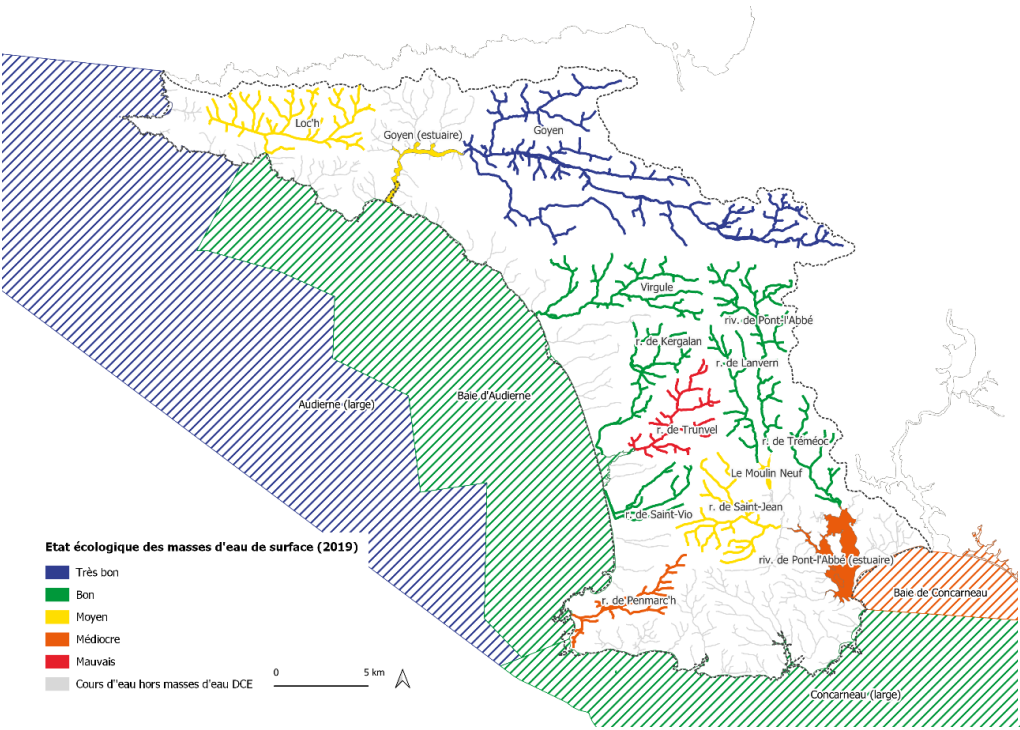 Loc'h
Goyen (estuaire)
Goyen
Virgule
riv. de Pont-l'Abbé
r. de Kergalan
r. de Lanvern
Baie d'Audierne
Audierne (large)
r. de Trunvel
r. de Tréméoc
Le Moulin Neuf
r. de Saint-Jean
r. de Saint-Vio
riv. de Pont-l'Abbé (estuaire)
Baie de Concarneau
r. de Penmarc'h
Concarneau (large)
Etat écologique des masses d'eau de surface (2019)
Très bon
Bon
Moyen
Médiocre
Mauvais
Cours d''eau hors masses d'eau DCE
0 5 km